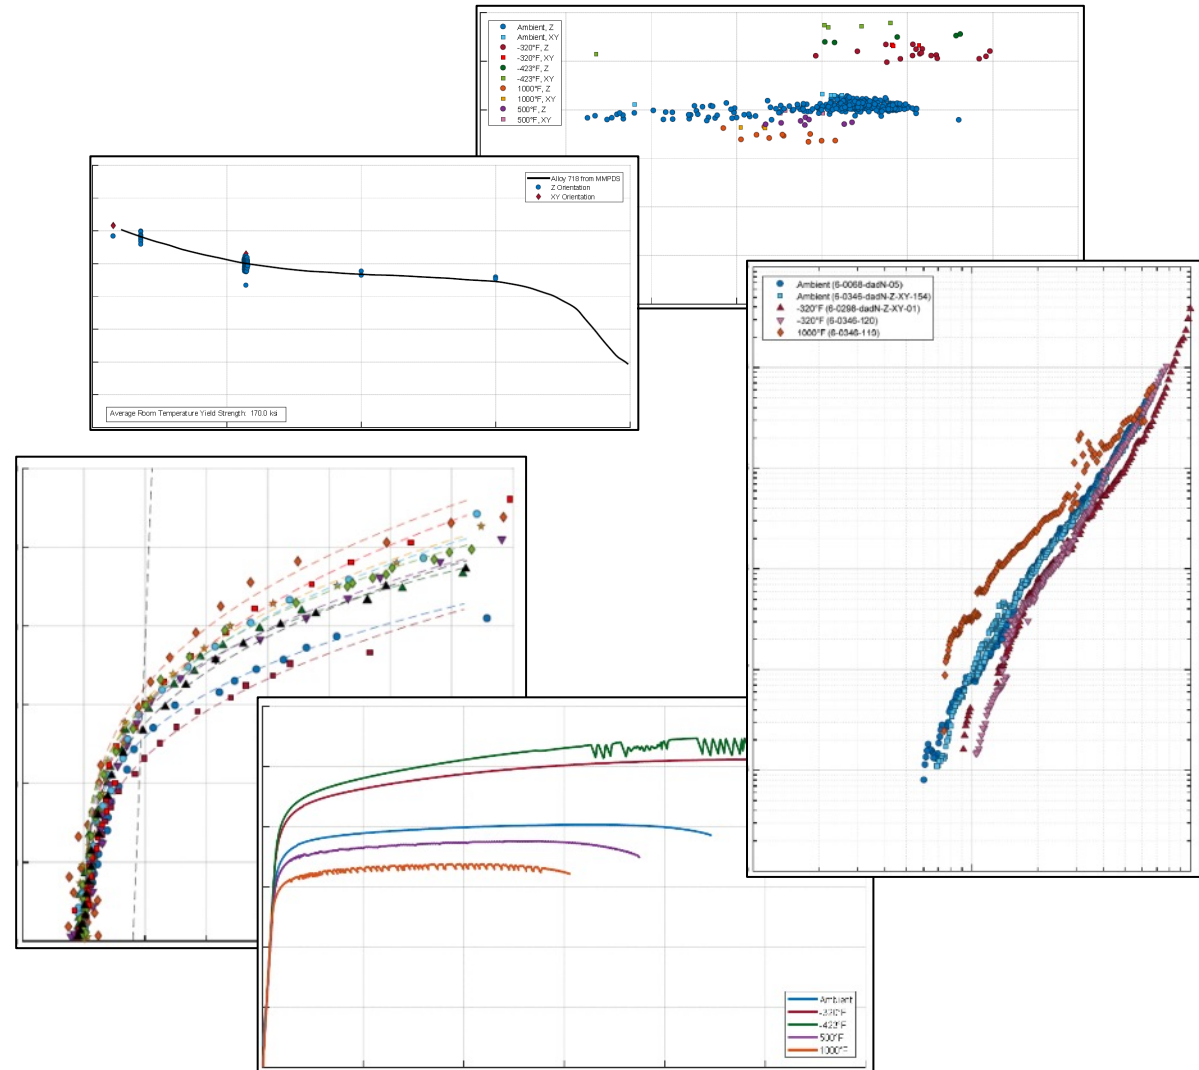 Ambient, Z
Ambient, XY
-320°F, Z
-320°F, XY
-423°F, Z
-423°F, XY
1000°F, Z
1000°F, XY
500°F, Z
500°F, XY
Alloy 718 from MMPDS
Z Orientation
XY Orientation
Average Room Temperature Yield Strength: 170.0 ksi
Ambient (6-0068-dadN-05)
Ambient (6-0346-dadN-Z-XY-154)
-320°F (6-0298-dadN-Z-XY-01)
-320°F (6-0346-120)
1000°F (6-0346-119)
Ambient
-320°F
-423°F
500°F
1000°F